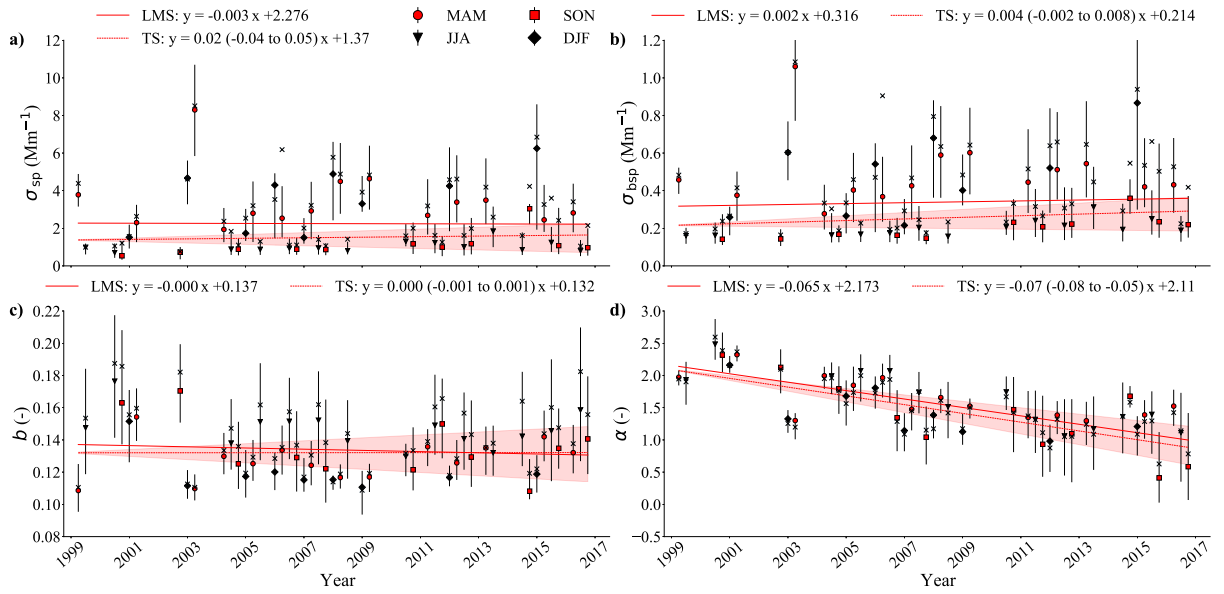 LMS: y = -0.003 x +2.276
TS: y = 0.02 (-0.04 to 0.05) x +1.37
MAM
SON
JJA
DJF
LMS: y = 0.002 x +0.316
TS: y = 0.004 (-0.002 to 0.008) x +0.214
a)
σsp (Mm⁻¹)
12
10
8
6
4
2
0
b)
σbsp (Mm⁻¹)
1.2
1.0
0.8
0.6
0.4
0.2
0.0
LMS: y = -0.000 x +0.137
TS: y = 0.000 (-0.001 to 0.001) x +0.132
LMS: y = -0.065 x +2.173
TS: y = -0.07 (-0.08 to -0.05) x +2.11
c)
b (-)
0.22
0.20
0.18
0.16
0.14
0.12
0.10
0.08
1999 2001 2003 2005 2007 2009 2011 2013 2015 2017
Year
d)
α (-)
3.0
2.5
2.0
1.5
1.0
0.5
0.0
−0.5
1999 2001 2003 2005 2007 2009 2011 2013 2015 2017
Year